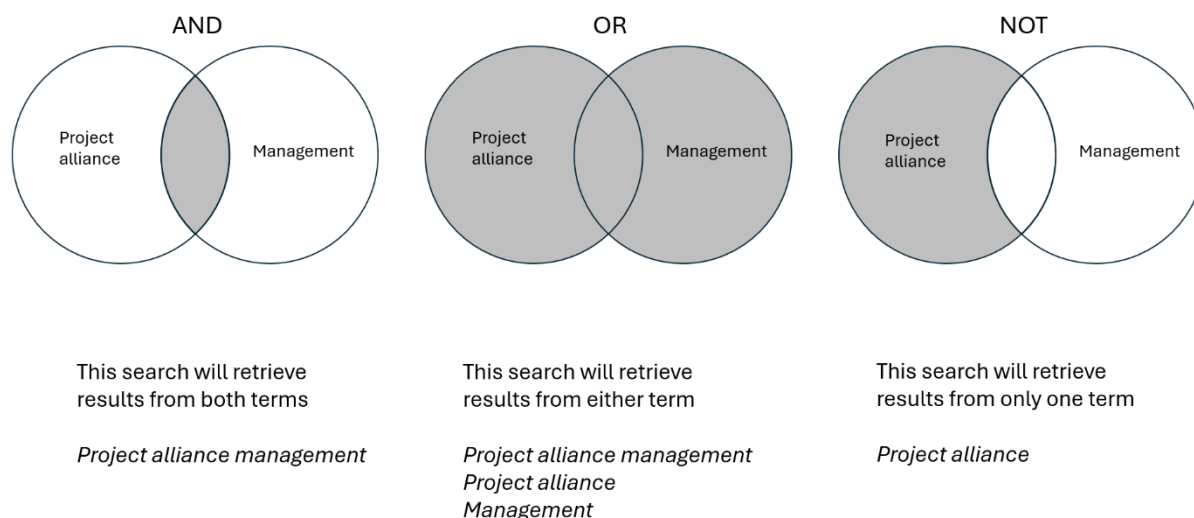 AND
Project
alliance
Management
This search will retrieve
results from both terms
Project alliance management
OR
Project
alliance
Management
This search will retrieve
results from either term
Project alliance management
Project alliance
Management
NOT
Project
alliance
Management
This search will retrieve
results from only one term
Project alliance